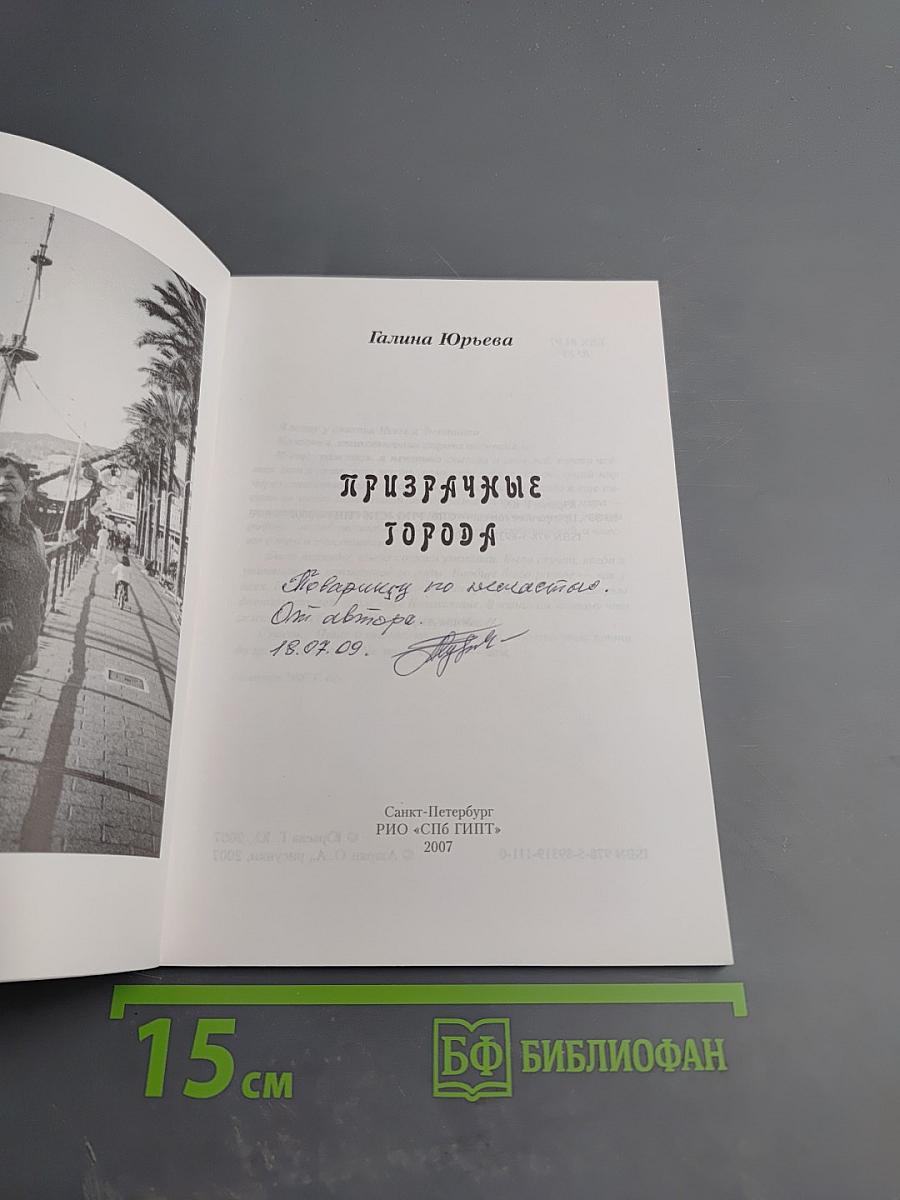 Галина Юрьева
ПРИЗРАЧНЫЕ
ГОРОДА
Товарищу по несчастью.
От автора.
18.07.09.
Санкт-Петербург
РИО «СПб ГИПТ»
2007
15 см
БФ БИБЛИОФАН